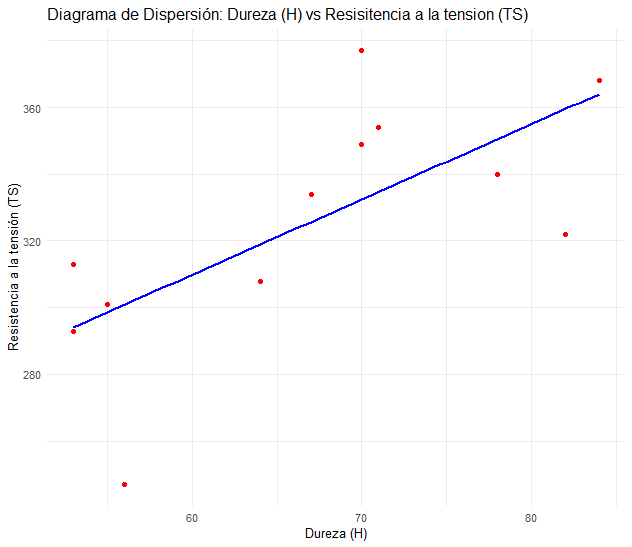 Diagrama de Dispersión: Dureza (H) vs Resisitencia a la tension (TS)
Resistencia a la tensión (TS)
360
320
280
60
70
80
Dureza (H)